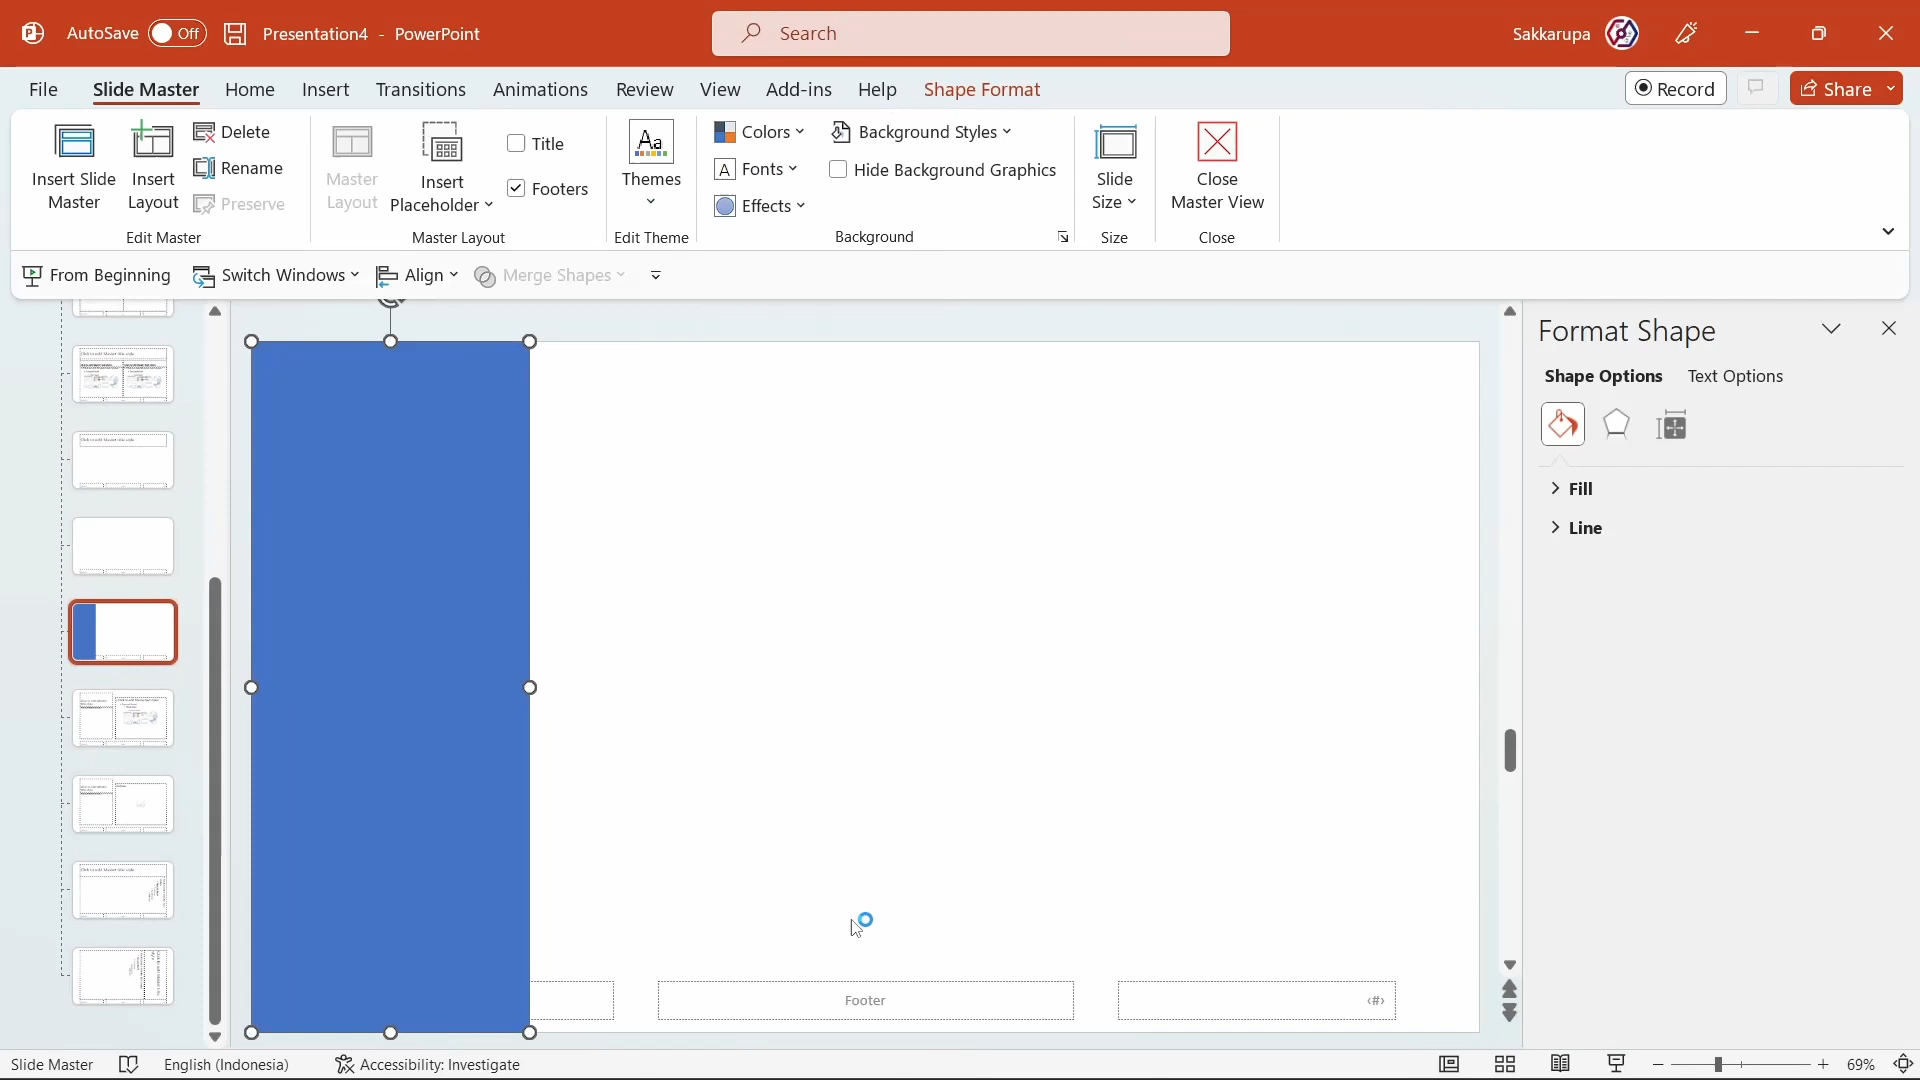 AutoSave Off Presentation4 - PowerPoint Search Sakkarupa
File Slide Master Home Insert Transitions Animations Review View Add-ins Help Shape Format Record Share
Insert Slide Master
Insert Layout
Delete
Rename
Preserve
Edit Master
Master Layout
Insert Placeholder
Title
Footers
Master Layout
Themes
Edit Theme
Colors
Fonts
Effects
Background Styles
Hide Background Graphics
Background
Slide Size
Size
Close Master View
Close
From Beginning Switch Windows Align Merge Shapes
Footer
‹#›
Format Shape
Shape Options Text Options
Fill
Line
Slide Master English (Indonesia) Accessibility: Investigate 69%